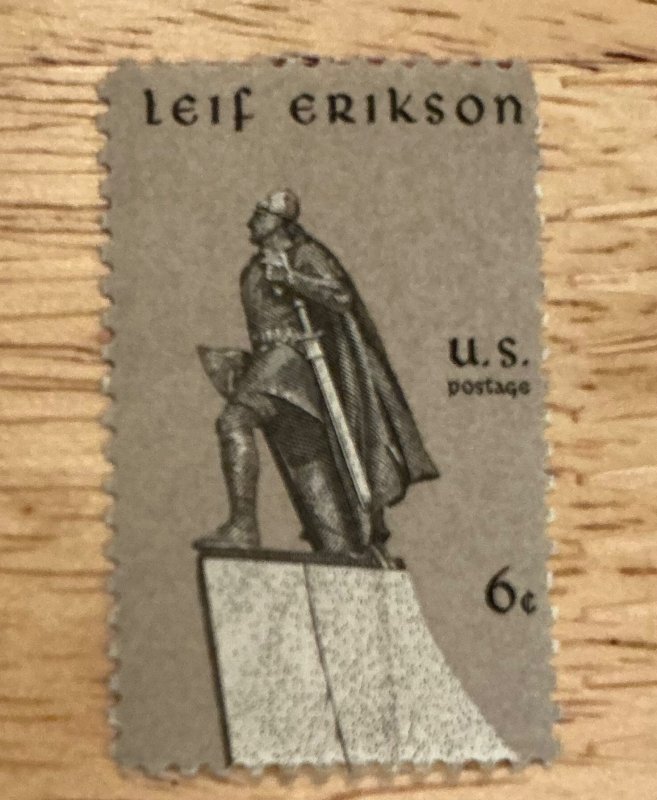 LEIF ERIKSON
U.S.
postage
6¢